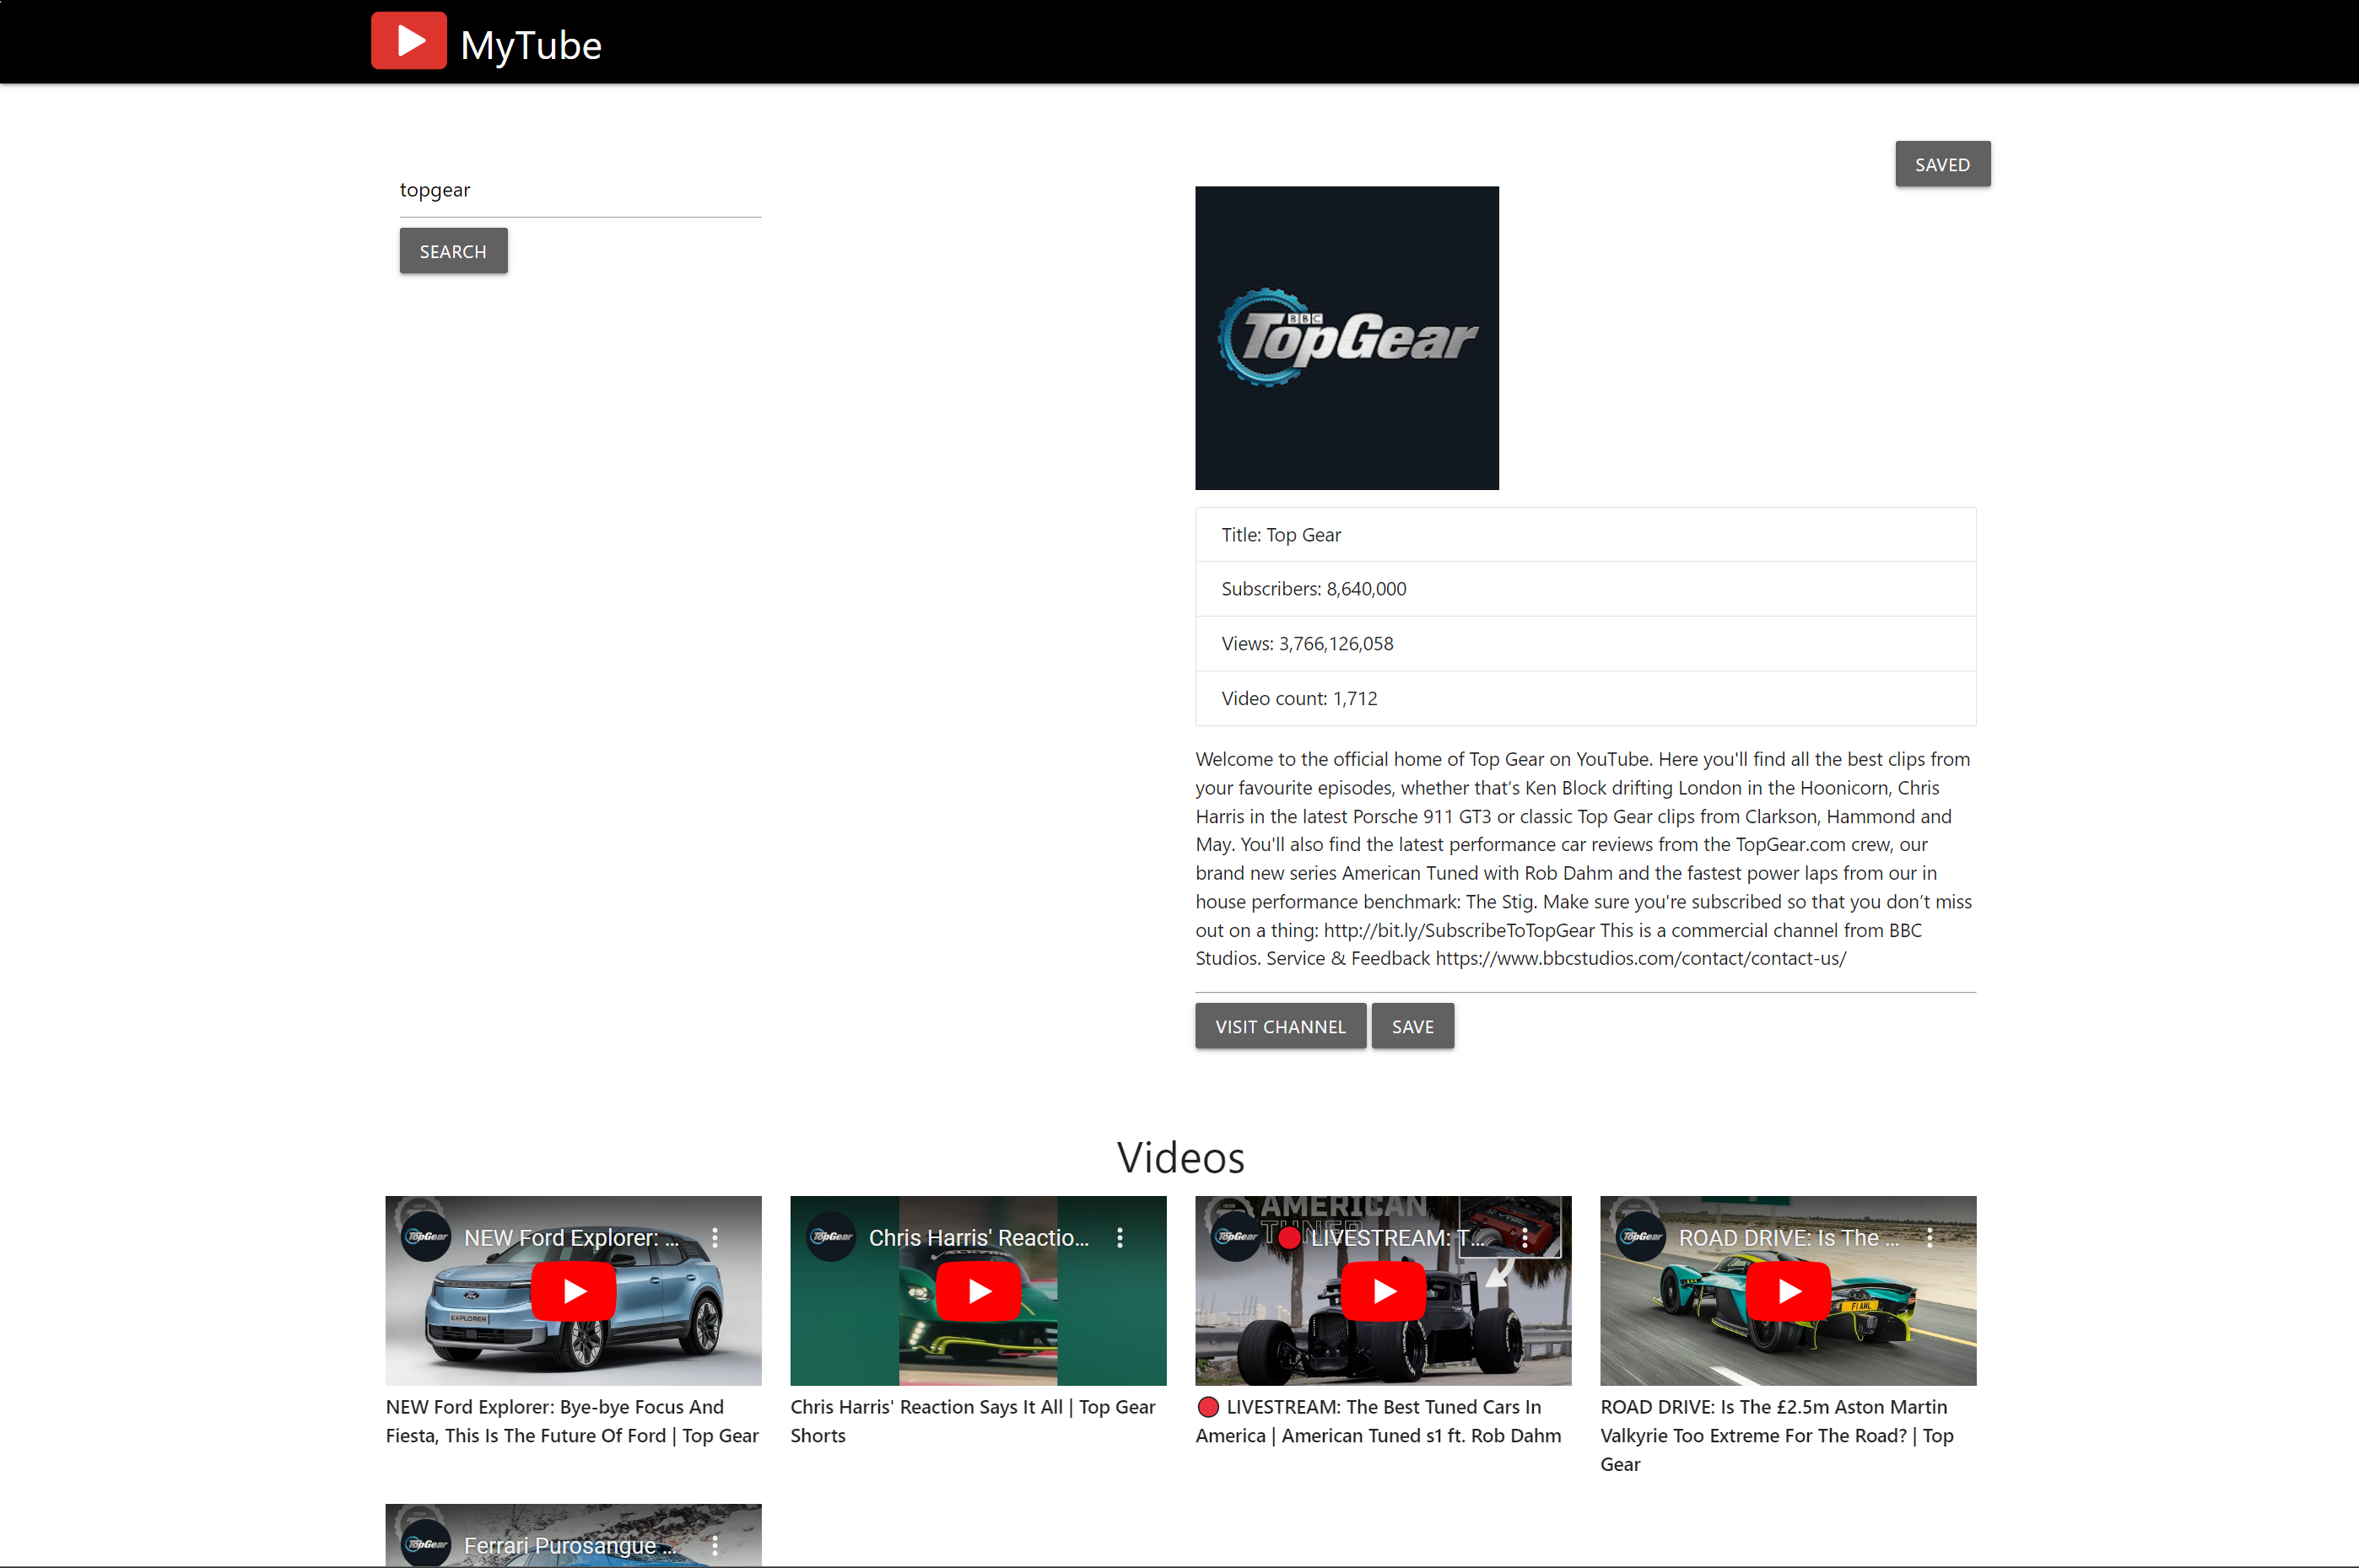 MyTube
SAVED
topgear
SEARCH
BBC
TopGear
Title: Top Gear
Subscribers: 8,640,000
Views: 3,766,126,058
Video count: 1,712
Welcome to the official home of Top Gear on YouTube. Here you'll find all the best clips from
your favourite episodes, whether that’s Ken Block drifting London in the Hoonicorn, Chris
Harris in the latest Porsche 911 GT3 or classic Top Gear clips from Clarkson, Hammond and
May. You'll also find the latest performance car reviews from the TopGear.com crew, our
brand new series American Tuned with Rob Dahm and the fastest power laps from our in
house performance benchmark: The Stig. Make sure you're subscribed so that you don’t miss
out on a thing: http://bit.ly/SubscribeToTopGear This is a commercial channel from BBC
Studios. Service & Feedback https://www.bbcstudios.com/contact/contact-us/
VISIT CHANNEL SAVE
Videos
TopGear NEW Ford Explorer: ...
EXPLORER
NEW Ford Explorer: Bye-bye Focus And
Fiesta, This Is The Future Of Ford | Top Gear
TopGear Chris Harris' Reactio...
Chris Harris' Reaction Says It All | Top Gear
Shorts
AMERICAN
TUNED
TopGear 🔴 LIVESTREAM: T...
🔴 LIVESTREAM: The Best Tuned Cars In
America | American Tuned s1 ft. Rob Dahm
TopGear ROAD DRIVE: Is The ...
F1 AML
ROAD DRIVE: Is The £2.5m Aston Martin
Valkyrie Too Extreme For The Road? | Top
Gear
TopGear Ferrari Purosangue ...